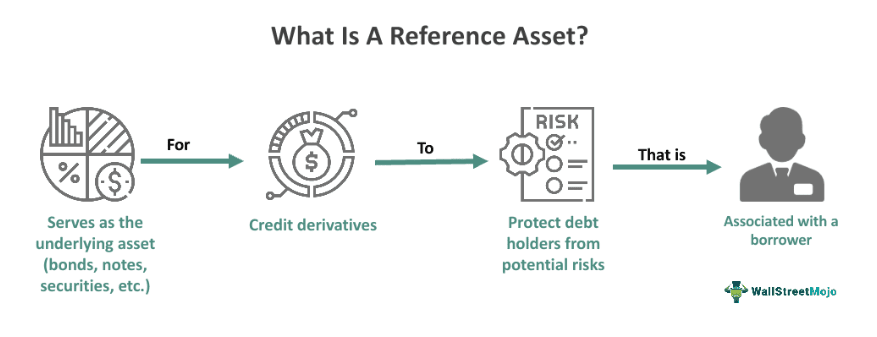 What Is A Reference Asset?
For
To
RISK
That is
Serves as the
underlying asset
(bonds, notes,
securities, etc.)
Credit derivatives
Protect debt
holders from
potential risks
Associated with a
borrower
%
$
$
WallStreetMojo